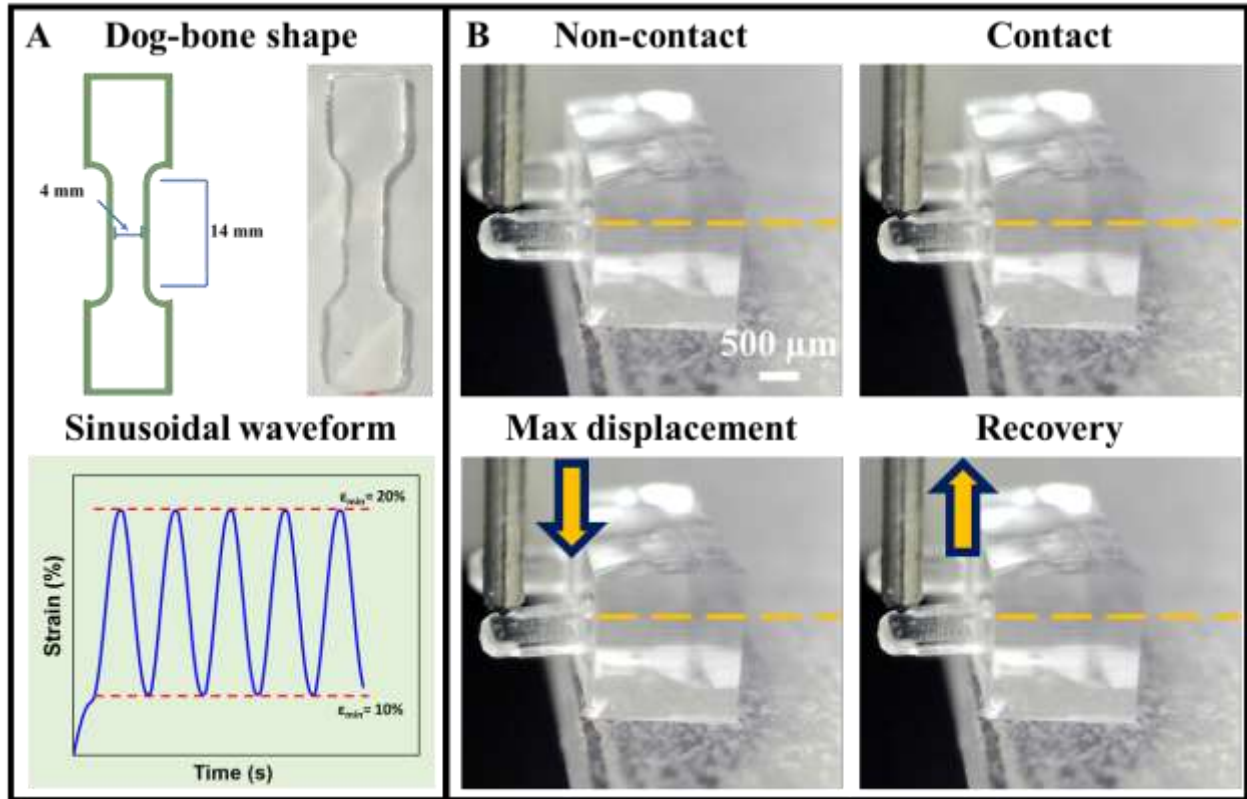 A Dog-bone shape
4 mm
14 mm
Sinusoidal waveform
εmin= 20%
Strain (%)
εmin= 10%
Time (s)
B Non-contact
Contact
500 µm
Max displacement
Recovery